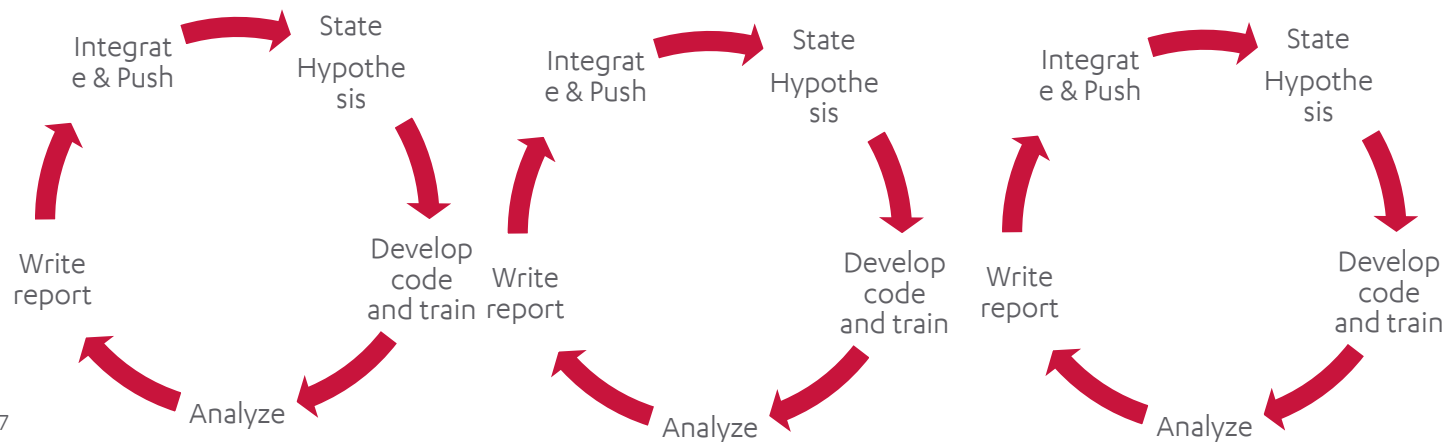 State
Hypothe
sis
Develop
code
and train
Analyze
Write
report
Integrat
e & Push
State
Hypothe
sis
Develop
code
and train
Analyze
Write
report
Integrat
e & Push
State
Hypothe
sis
Develop
code
and train
Analyze
Write
report
Integrat
e & Push
7